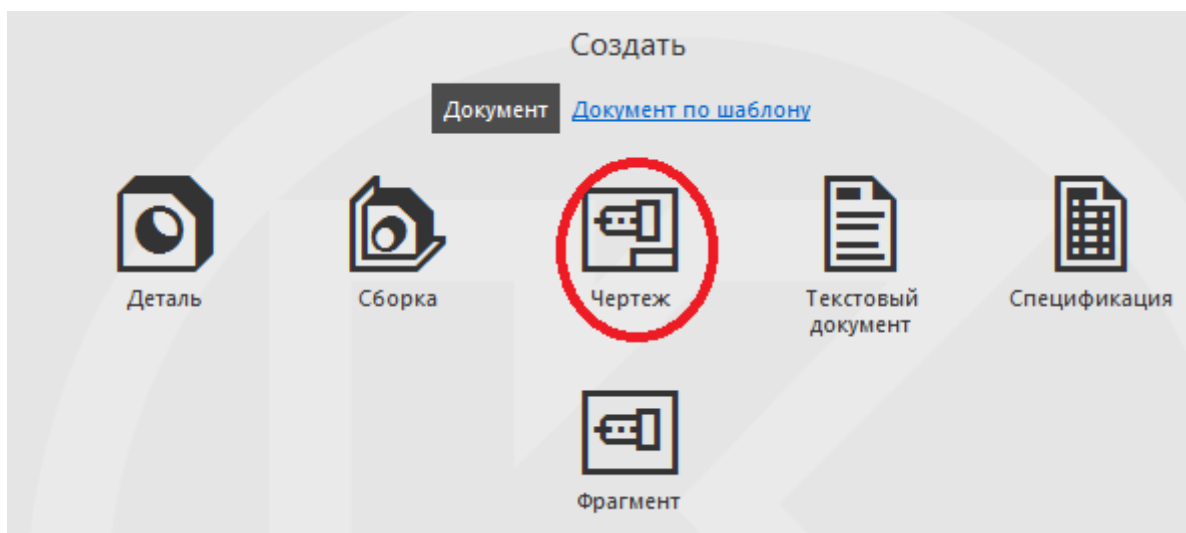 Создать
Документ Документ по шаблону
Деталь
Сборка
Чертеж
Текстовый
документ
Спецификация
Фрагмент